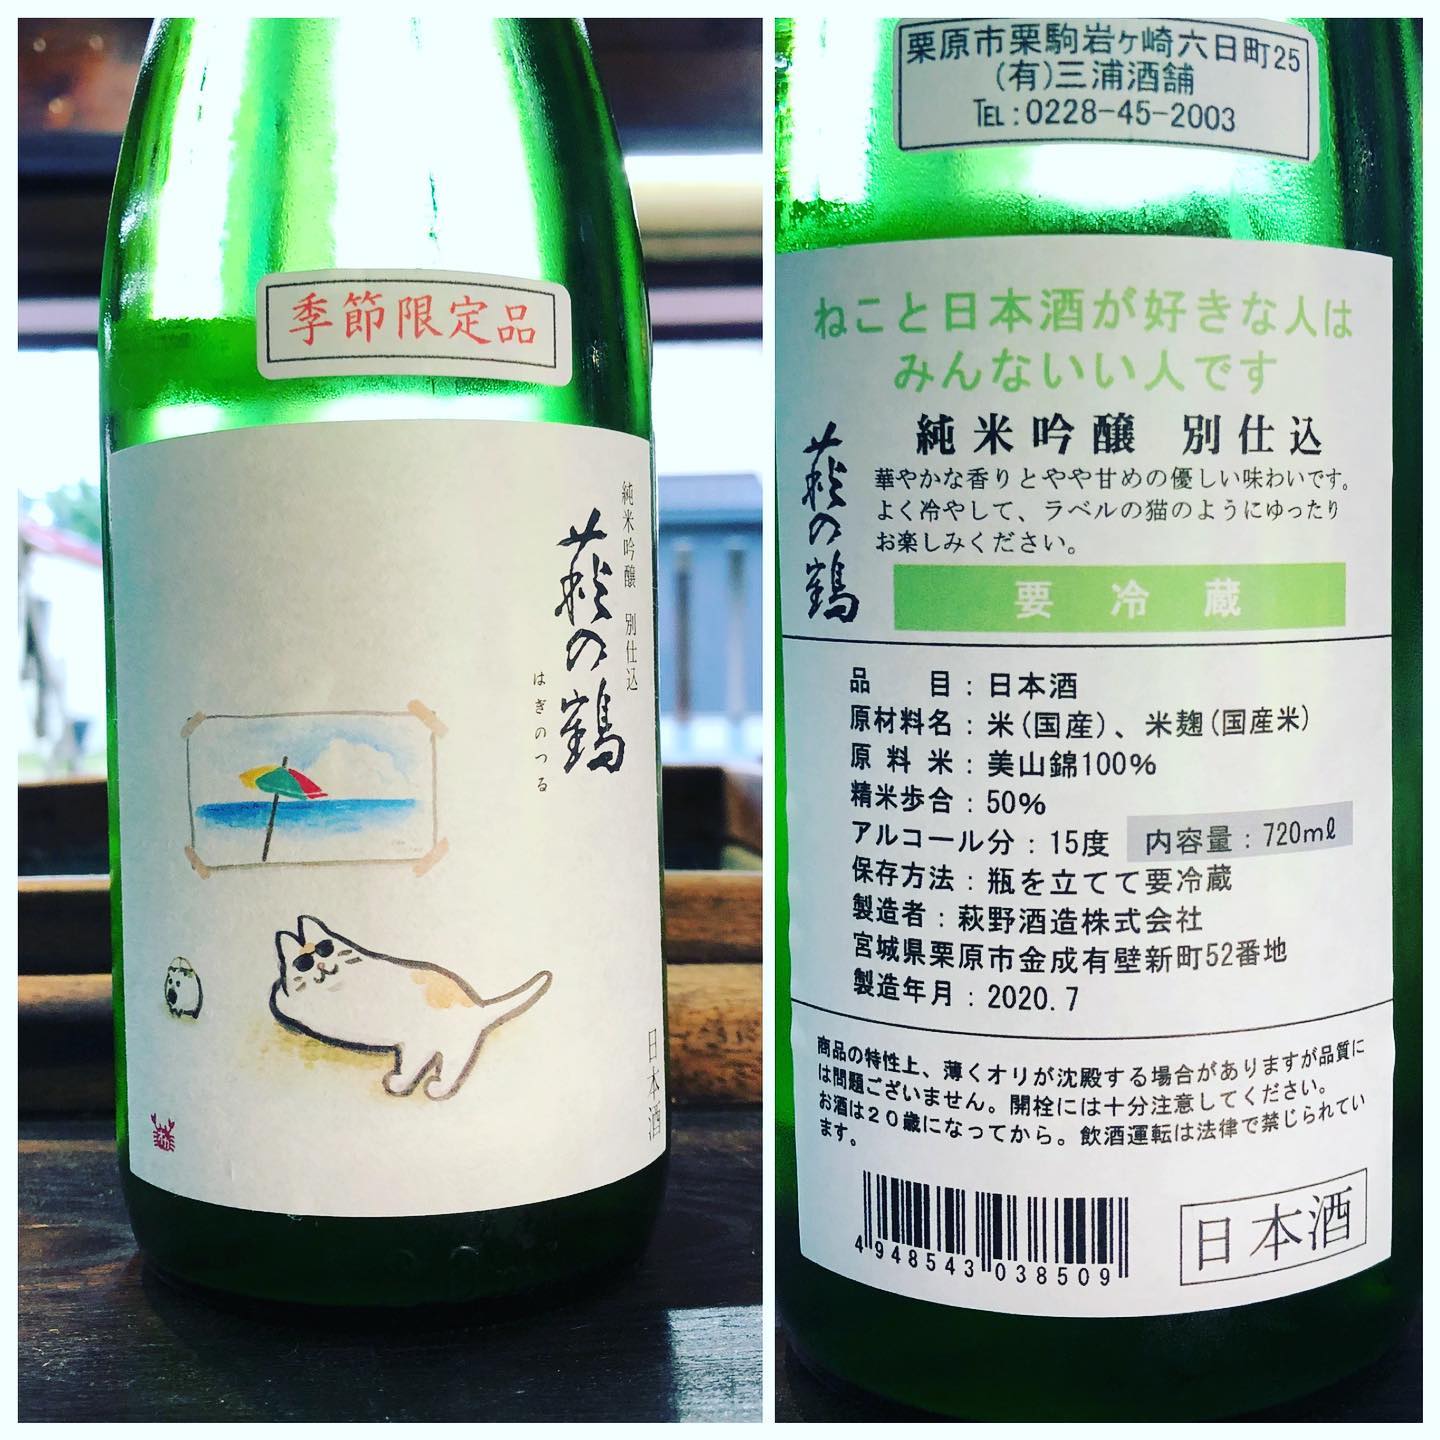 季節限定品
純米吟醸 別仕込
萩の鶴
はぎのつる
日本酒
栗原市栗駒岩ヶ崎六日町25
(有)三浦酒舗
TEL:0228-45-2003
ねこと日本酒が好きな人は
みんないい人です
萩の鶴
純米吟醸 別仕込
華やかな香りとやや甘めの優しい味わいです。
よく冷やして、ラベルの猫のようにゆったり
お楽しみください。
要冷蔵
品目:日本酒
原材料名:米(国産)、米麹(国産米)
原料米:美山錦100%
精米歩合:50%
アルコール分:15度 内容量:720ml
保存方法:瓶を立てて要冷蔵
製造者:萩野酒造株式会社
宮城県栗原市金成有壁新町52番地
製造年月:2020.7
商品の特性上、薄くオリが沈殿する場合がありますが品質に
は問題ございません。開栓には十分注意してください。
お酒は20歳になってから。飲酒運転は法律で禁じられてい
ます。
4 948543 038509
日本酒